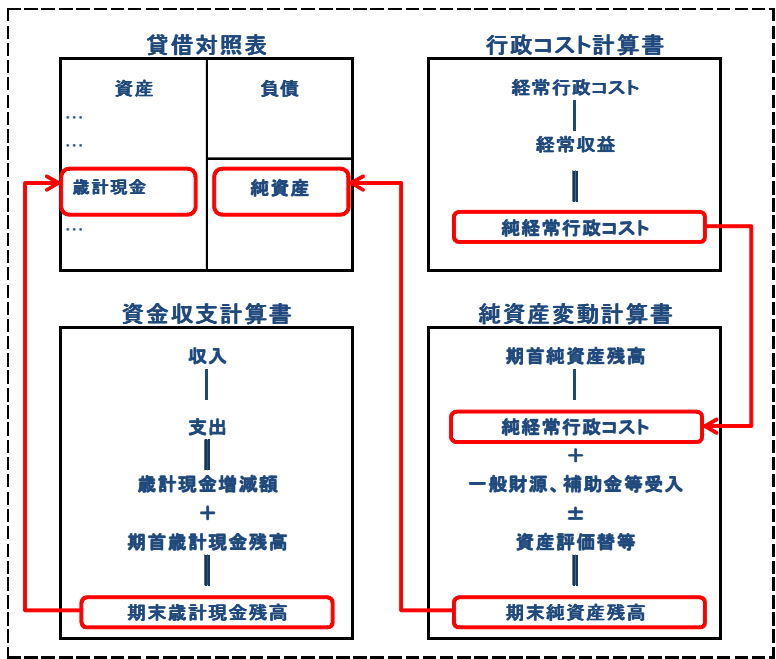 貸借対照表
資産
負債
…
…
歳計現金
純資産
…
行政コスト計算書
経常行政コスト
|
経常収益
||
純経常行政コスト
資金収支計算書
収入
|
支出
||
歳計現金増減額
+
期首歳計現金残高
||
期末歳計現金残高
純資産変動計算書
期首純資産残高
|
純経常行政コスト
+
一般財源、補助金等受入
±
資産評価替等
||
期末純資産残高